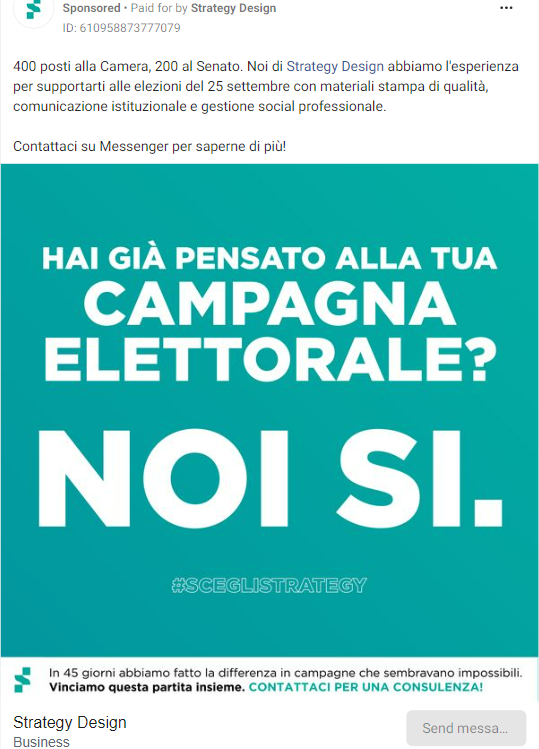 Sponsored • Paid for by Strategy Design
ID: 610958873777079
400 posti alla Camera, 200 al Senato. Noi di Strategy Design abbiamo l'esperienza
per supportarti alle elezioni del 25 settembre con materiali stampa di qualità,
comunicazione istituzionale e gestione social professionale.
Contattaci su Messenger per saperne di più!
HAI GIÀ PENSATO ALLA TUA
CAMPAGNA
ELETTORALE?
NOI SI.
#SCEGLISTRATEGY
In 45 giorni abbiamo fatto la differenza in campagne che sembravano impossibili.
Vinciamo questa partita insieme. CONTATTACI PER UNA CONSULENZA!
Strategy Design
Business
Send messa...